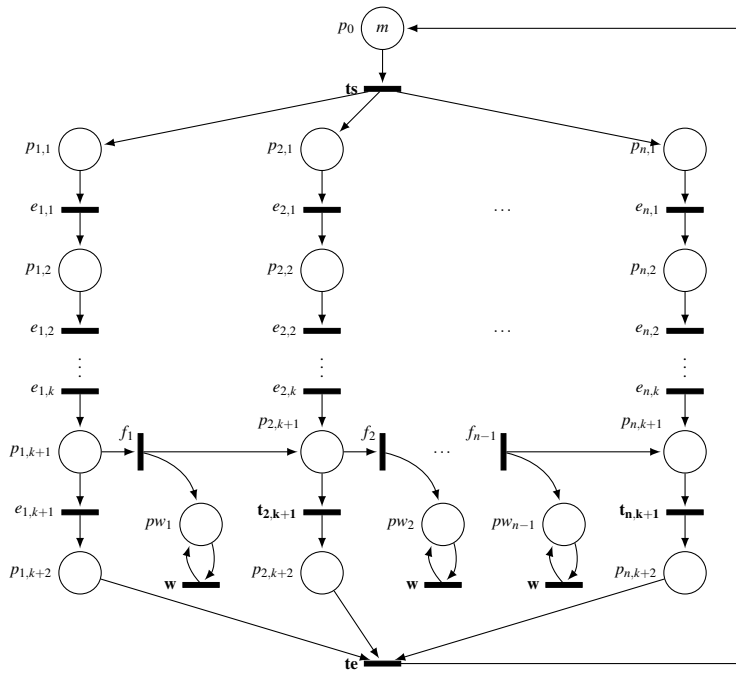 p₀ m
ts
p₁,₁ p₂,₁ pₙ,₁
e₁,₁ e₂,₁ ... eₙ,₁
p₁,₂ p₂,₂ pₙ,₂
e₁,₂ e₂,₂ ... eₙ,₂
⋮ ⋮ ⋮
e₁,ₖ e₂,ₖ eₙ,ₖ
f₁ p₂,ₖ₊₁ f₂ fₙ₋₁ pₙ,ₖ₊₁
p₁,ₖ₊₁ ...
e₁,ₖ₊₁ t₂,ₖ₊₁ tₙ,ₖ₊₁
pw₁ pw₂ pwₙ₋₁
p₁,ₖ₊₂ p₂,ₖ₊₂ pₙ,ₖ₊₂
w w w
te